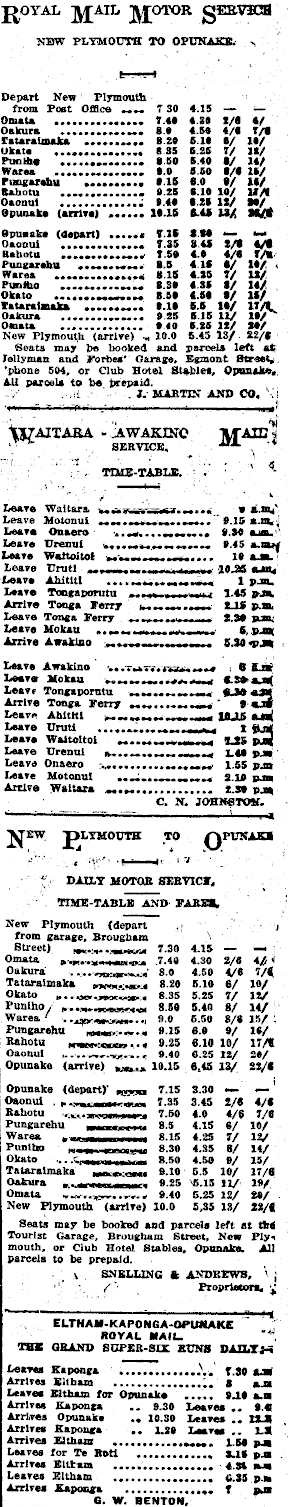 ROYAL MAIL MOTOR SERVICE
NEW PLYMOUTH TO OPUNAKE.
Depart New Plymouth
from Post Office .... 7.30 4.15 — —
Omata .............. 7.40 4.30 2/6 4/
Oakura .............. 8.0 4.50 4/6 7/6
Tataraimaka ........ 8.20 5.10 6/ 10/
Okato .............. 8.35 5.25 7/ 12/
Puniho .............. 8.50 5.40 8/ 14/
Warea .............. 9.0 5.50 8/6 15/
Pungarehu .......... 9.15 6.0 9/ 16/
Rahotu .............. 9.25 6.10 10/ 17/6
Oaonui .............. 9.40 6.25 12/ 20/
Opunake (arrive) ...... 10.15 6.45 13/
Opunake (depart) .... 7.15
Oaonui .............. 7.35 3.45 2/6 4/6
Rahotu .............. 7.50 4.0 4/6 7/6
Pungarehu .......... 8.5 4.15 6/ 10/
Warea .............. 8.15 4.25 7/ 12/
Puniho .............. 8.30 4.35 8/ 14/
Okato .............. 8.50 4.50 9/ 15/
Tataraimaka ........ 9.10 5.5 10/ 17/6
Oakura .............. 9.25 5.15 11/ 19/
Omata .............. 9.40 5.25 12/ 20/
New Plymouth (arrive) .. 10.0 5.45 13/ 22/6
Seats may be booked and parcels left at
Jellyman and Forbes' Garage, Egmont Street,
'phone 504, or Club Hotel Stables, Opunake.
All parcels to be prepaid.
J. MARTIN AND CO.
WAITARA - AWAKINO MAIL
SERVICE.
TIME-TABLE.
Leave Waitara .................. a.m.
Leave Motonui .................. 9.15 a.m.
Leave Onaero .................. 9.30 a.m.
Leave Urenui .................. 9.45 a.m.
Leave Waitoitoi .................. 10 a.m.
Leave Uruti .................. 10.25 a.m.
Leave Ahititi .................. 1 p.m.
Leave Tongaporutu .................. 1.45 p.m.
Arrive Tonga Ferry .................. 2.15 p.m.
Leave Tonga Ferry .................. 2.30 p.m.
Leave Mokau .................. 5 p.m.
Arrive Awakino .................. 5.30 p.m.
Leave Awakino .................. 6 a.m.
Leave Mokau .................. 6.30 a.m.
Leave Tongaporutu .................. a.m.
Arrive Tonga Ferry .................. 9 a.m.
Leave Ahititi .................. 10.15 a.m.
Leave Uruti .................. 1 p.m.
Leave Waitoitoi .................. 1.25 p.m.
Leave Urenui .................. 1.40 p.m.
Leave Onaero .................. 1.55 p.m.
Leave Motonui .................. 2.10 p.m.
Arrive Waitara .................. 2.30 p.m.
C. N. JOHNSTON.
NEW PLYMOUTH TO OPUNAKE
DAILY MOTOR SERVICE.
TIME-TABLE AND FARES.
New Plymouth (depart
from garage, Brougham
Street) .............. 7.30 4.15 — —
Omata .............. 7.40 4.30 2/6 4/6
Oakura .............. 8.0 4.50 4/6 7/6
Tataraimaka .......... 8.20 5.10 6/ 10/
Okato .............. 8.35 5.25 7/ 12/
Puniho .............. 8.50 5.40 8/ 14/
Warea .............. 9.0 5.50 8/6 15/
Pungarehu .......... 9.15 6.0 9/ 16/
Rahotu .............. 9.25 6.10 10/ 17/6
Oaonui .............. 9.40 6.25 12/ 20/
Opunake (arrive) ...... 10.15 6.45 13/ 22/6
Opunake (depart) ...... 7.15 3.30 — —
Oaonui .............. 7.35 3.45 2/6 4/6
Rahotu .............. 7.50 4.0 4/6 7/6
Pungarehu .......... 8.5 4.15 6/ 10/
Warea .............. 8.15 4.25 7/ 12/
Puniho .............. 8.30 4.35 8/ 14/
Okato .............. 8.50 4.50 9/ 15/
Tataraimaka .......... 9.10 5.5 10/ 17/6
Oakura .............. 9.25 5.15 11/ 19/
Omata .............. 9.40 5.25 12/ 20/
New Plymouth (arrive) 10.0 5.35 13/ 22/6
Seats may be booked and parcels left at the
Tourist Garage, Brougham Street, New Ply-
mouth, or Club Hotel Stables, Opunake. All
parcels to be prepaid.
SNELLING & ANDREWS,
Proprietors.
ELTHAM-KAPONGA-OPUNAKE
ROYAL MAIL.
THE GRAND SUPER-SIX RUNS DAILY:—
Leaves Kaponga .................. 7.30 a.m
Arrives Eltham .................. 8 a.m
Leaves Eltham for Opunake ...... 9.10 a.m
Arrives Kaponga .. 9.30 Leaves ..
Arrives Opunake .. 10.30 Leaves ..
Arrives Kaponga .. 1.20 Leaves ..
Arrives Eltham .................. 1.50 p.m
Leaves for Te Roti .................. 3.15 p.m
Arrives Eltham .................. p.m
Leaves Eltham .................. 6.35 p.m
Arrives Kaponga .................. 7 p.m
G. W. BENTON,